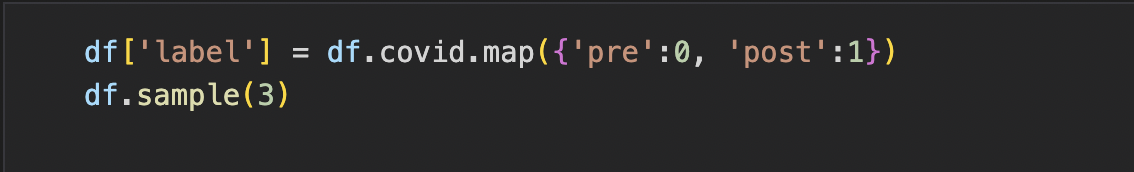 df['label'] = df.covid.map({'pre':0, 'post':1})
df.sample(3)